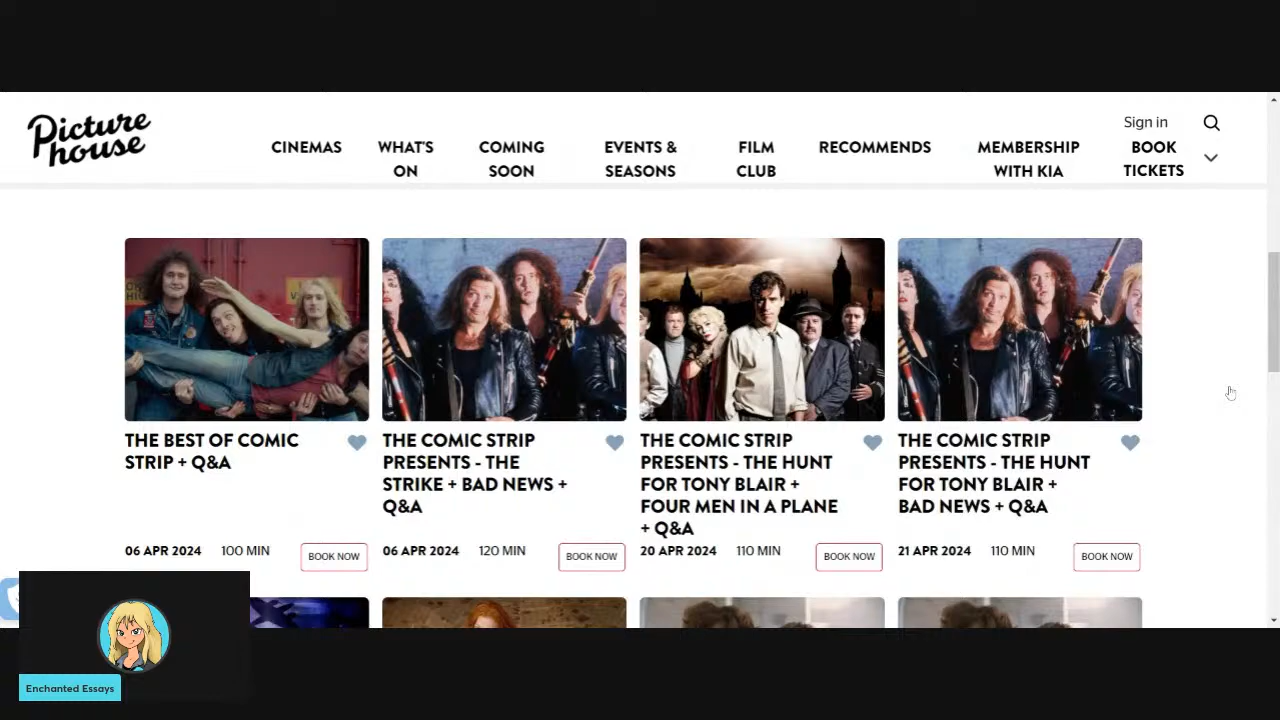 Picture
house
CINEMAS
WHAT'S
ON
COMING
SOON
EVENTS &
SEASONS
FILM
CLUB
RECOMMENDS
MEMBERSHIP
WITH KIA
Sign in
BOOK
TICKETS
THE BEST OF COMIC
STRIP + Q&A
06 APR 2024 100 MIN BOOK NOW
THE COMIC STRIP
PRESENTS - THE
STRIKE + BAD NEWS +
Q&A
06 APR 2024 120 MIN BOOK NOW
THE COMIC STRIP
PRESENTS - THE HUNT
FOR TONY BLAIR +
FOUR MEN IN A PLANE
+ Q&A
20 APR 2024 110 MIN BOOK NOW
THE COMIC STRIP
PRESENTS - THE HUNT
FOR TONY BLAIR +
BAD NEWS + Q&A
21 APR 2024 110 MIN BOOK NOW
Enchanted Essays